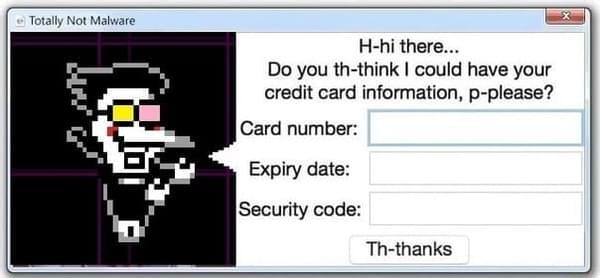 Totally Not Malware
H-hi there...
Do you th-think I could have your
credit card information, p-please?
Card number:
Expiry date:
Security code:
Th-thanks